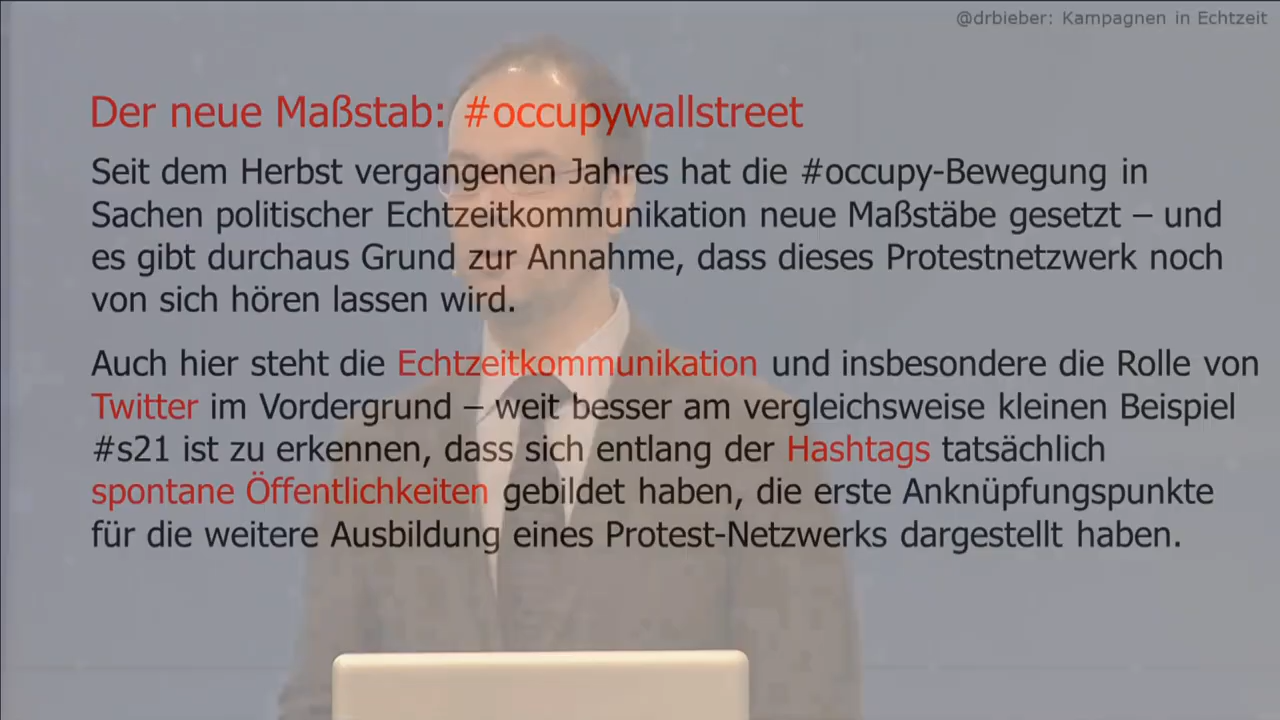 @drbieber: Kampagnen in Echtzeit
Der neue Maßstab: #occupywallstreet
Seit dem Herbst vergangenen Jahres hat die #occupy-Bewegung in
Sachen politischer Echtzeitkommunikation neue Maßstäbe gesetzt – und
es gibt durchaus Grund zur Annahme, dass dieses Protestnetzwerk noch
von sich hören lassen wird.
Auch hier steht die Echtzeitkommunikation und insbesondere die Rolle von
Twitter im Vordergrund – weit besser am vergleichsweise kleinen Beispiel
#s21 ist zu erkennen, dass sich entlang der Hashtags tatsächlich
spontane Öffentlichkeiten gebildet haben, die erste Anknüpfungspunkte
für die weitere Ausbildung eines Protest-Netzwerks dargestellt haben.